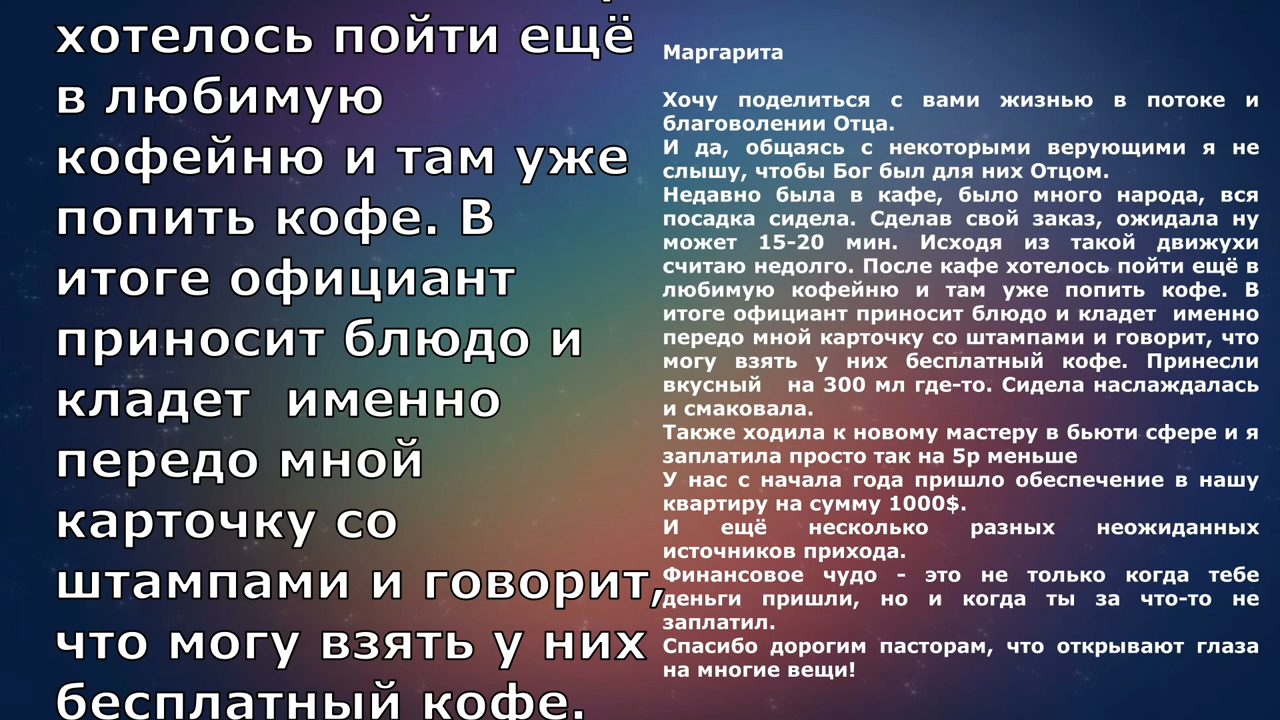 хотелось пойти ещё
в любимую
кофейню и там уже
попить кофе. В
итоге официант
приносит блюдо и
кладет  именно
передо мной
карточку со
штампами и говорит,
что могу взять у них
бесплатный кофе.
Маргарита
Хочу поделиться с вами жизнью в потоке и
благоволении Отца.
И да, общаясь с некоторыми верующими я не
слышу, чтобы Бог был для них Отцом.
Недавно была в кафе, было много народа, вся
посадка сидела. Сделав свой заказ, ожидала ну
может 15-20 мин. Исходя из такой движухи
считаю недолго. После кафе хотелось пойти ещё в
любимую кофейню и там уже попить кофе. В
итоге официант приносит блюдо и кладет  именно
передо мной карточку со штампами и говорит, что
могу взять у них бесплатный кофе. Принесли
вкусный  на 300 мл где-то. Сидела наслаждалась
и смаковала.
Также ходила к новому мастеру в бьюти сфере и я
заплатила просто так на 5р меньше
У нас с начала года пришло обеспечение в нашу
квартиру на сумму 1000$.
И ещё несколько разных неожиданных
источников прихода.
Финансовое чудо - это не только когда тебе
деньги пришли, но и когда ты за что-то не
заплатил.
Спасибо дорогим пасторам, что открывают глаза
на многие вещи!